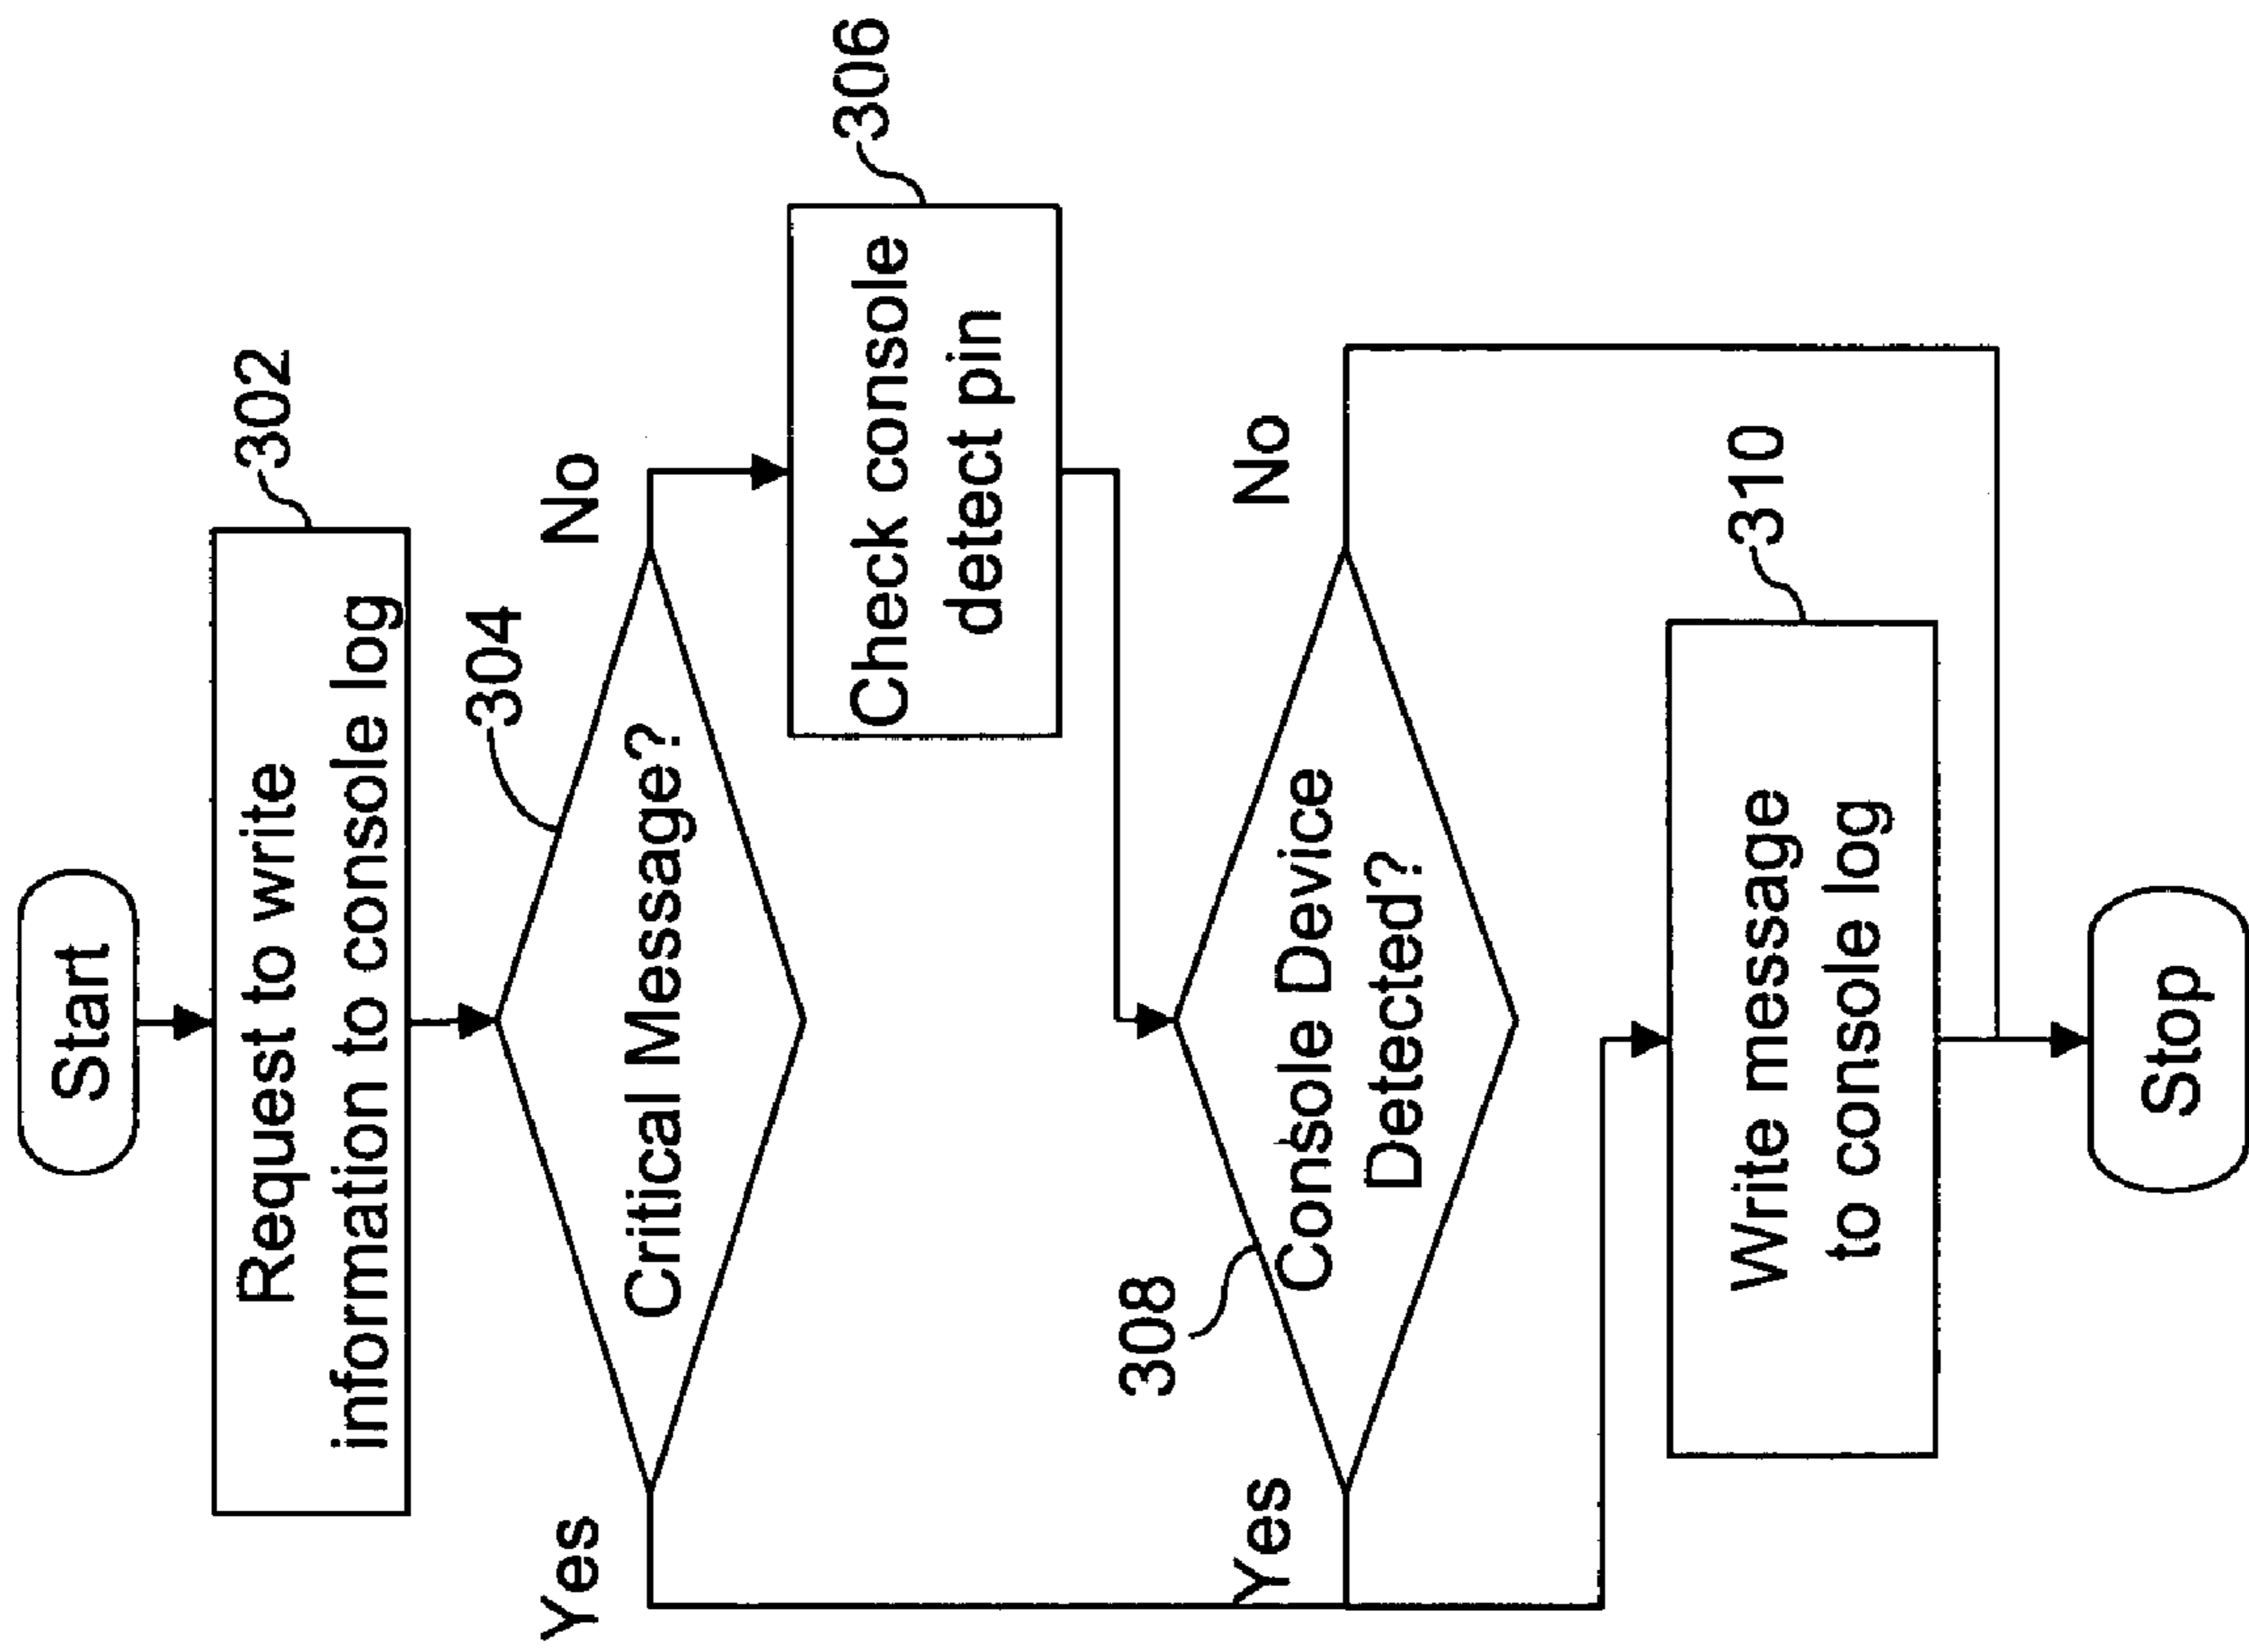 Start
302
Request to write
information to console log
304
Critical Message?
Yes
No
306
Check console
detect pin
308
Console Device
Detected?
Yes
No
310
Write message
to console log
Stop